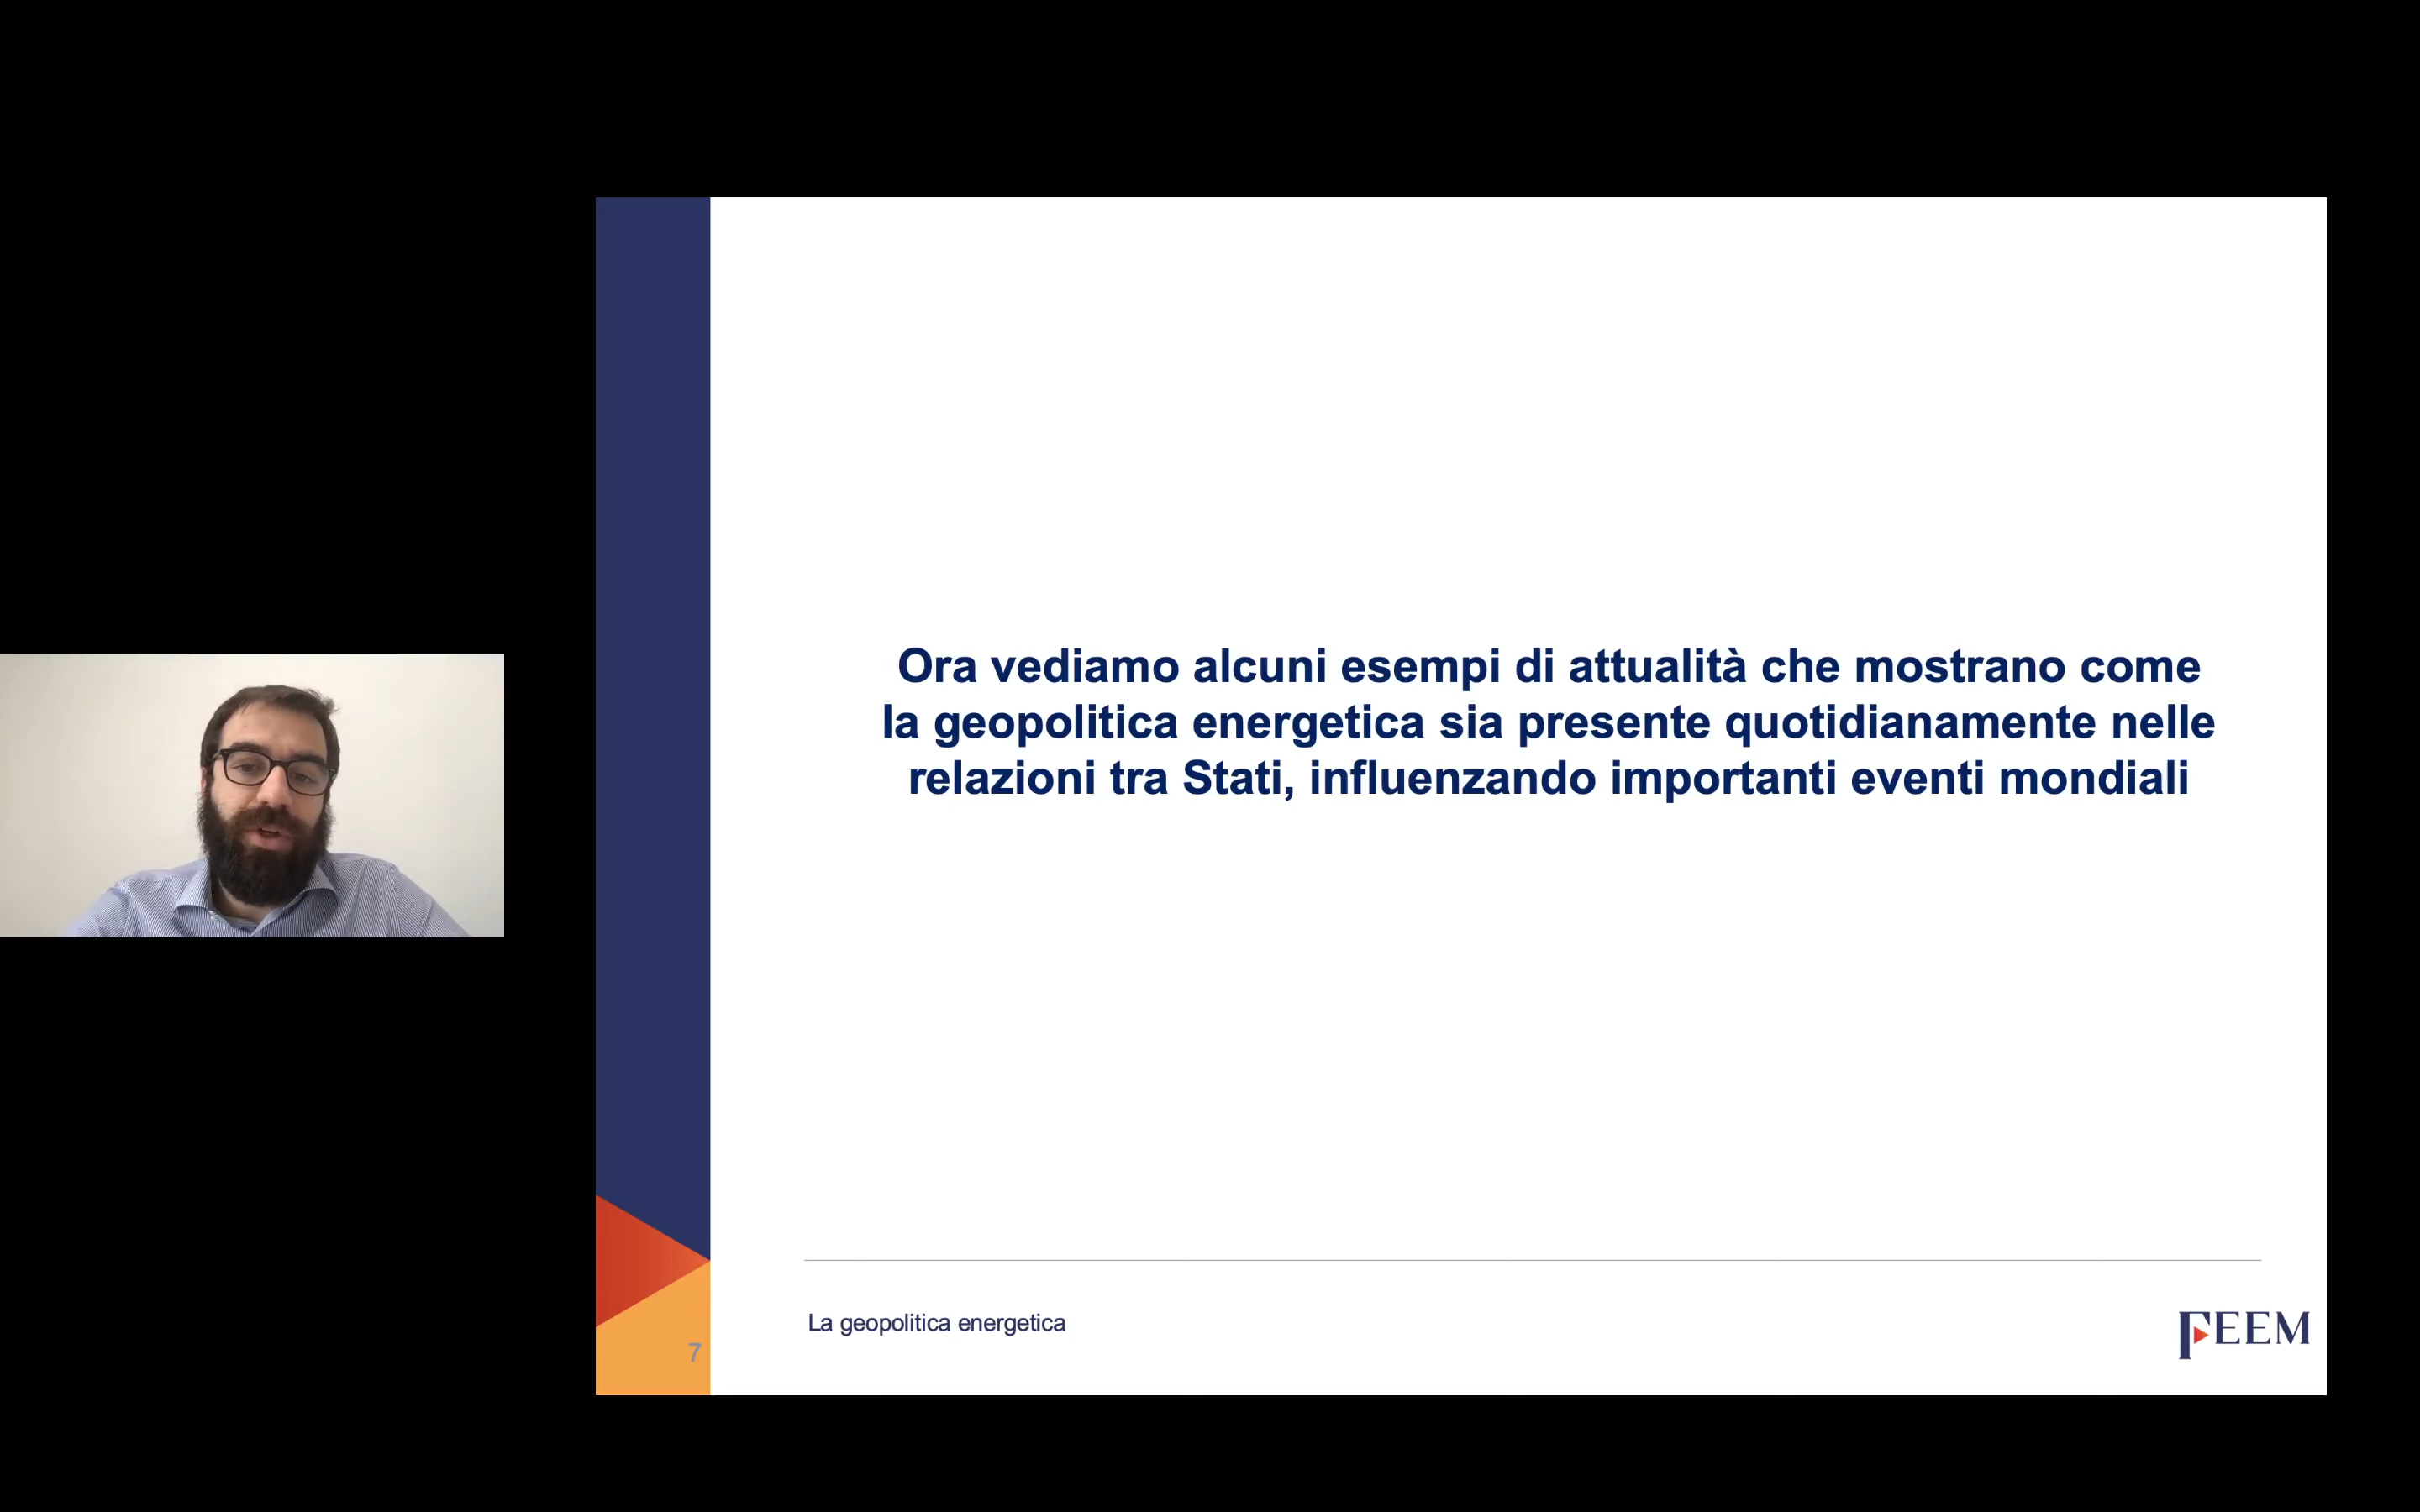 Ora vediamo alcuni esempi di attualità che mostrano come
la geopolitica energetica sia presente quotidianamente nelle
relazioni tra Stati, influenzando importanti eventi mondiali
La geopolitica energetica
7
FEEM